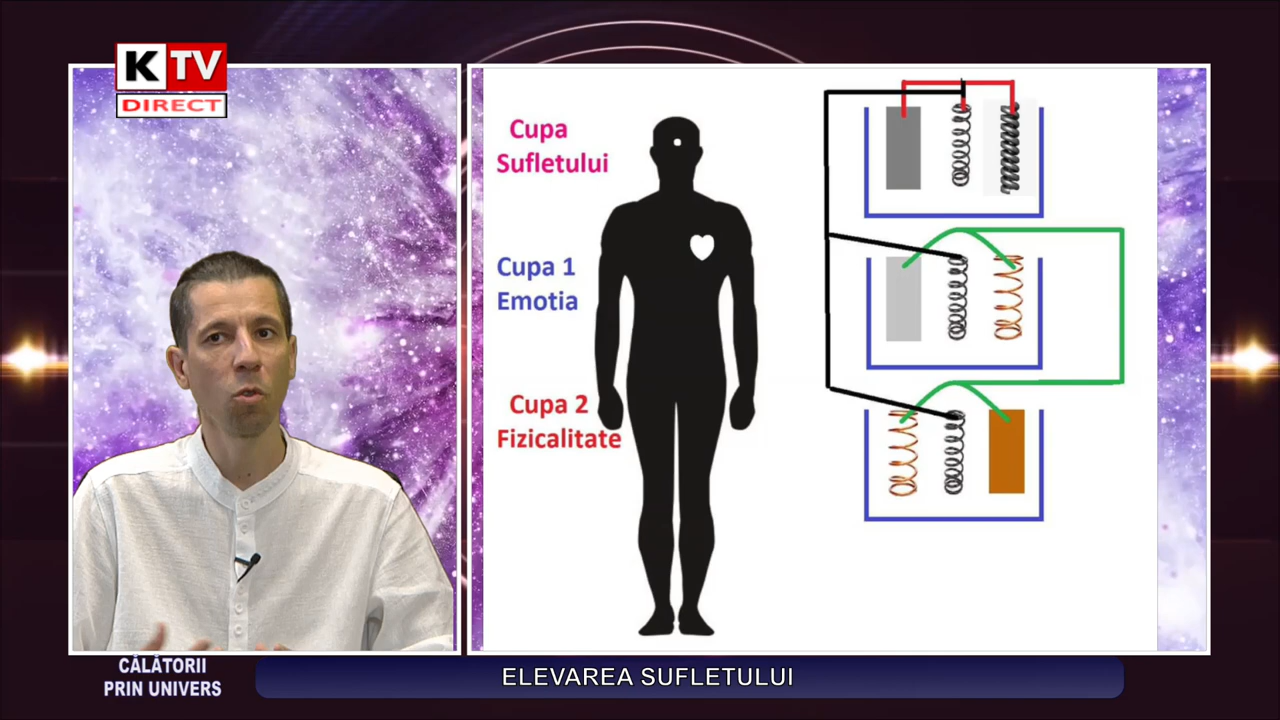 K TV
DIRECT
Cupa
Sufletului
Cupa 1
Emotia
Cupa 2
Fizicalitate
CĂLĂTORII
PRIN UNIVERS
ELEVAREA SUFLETULUI